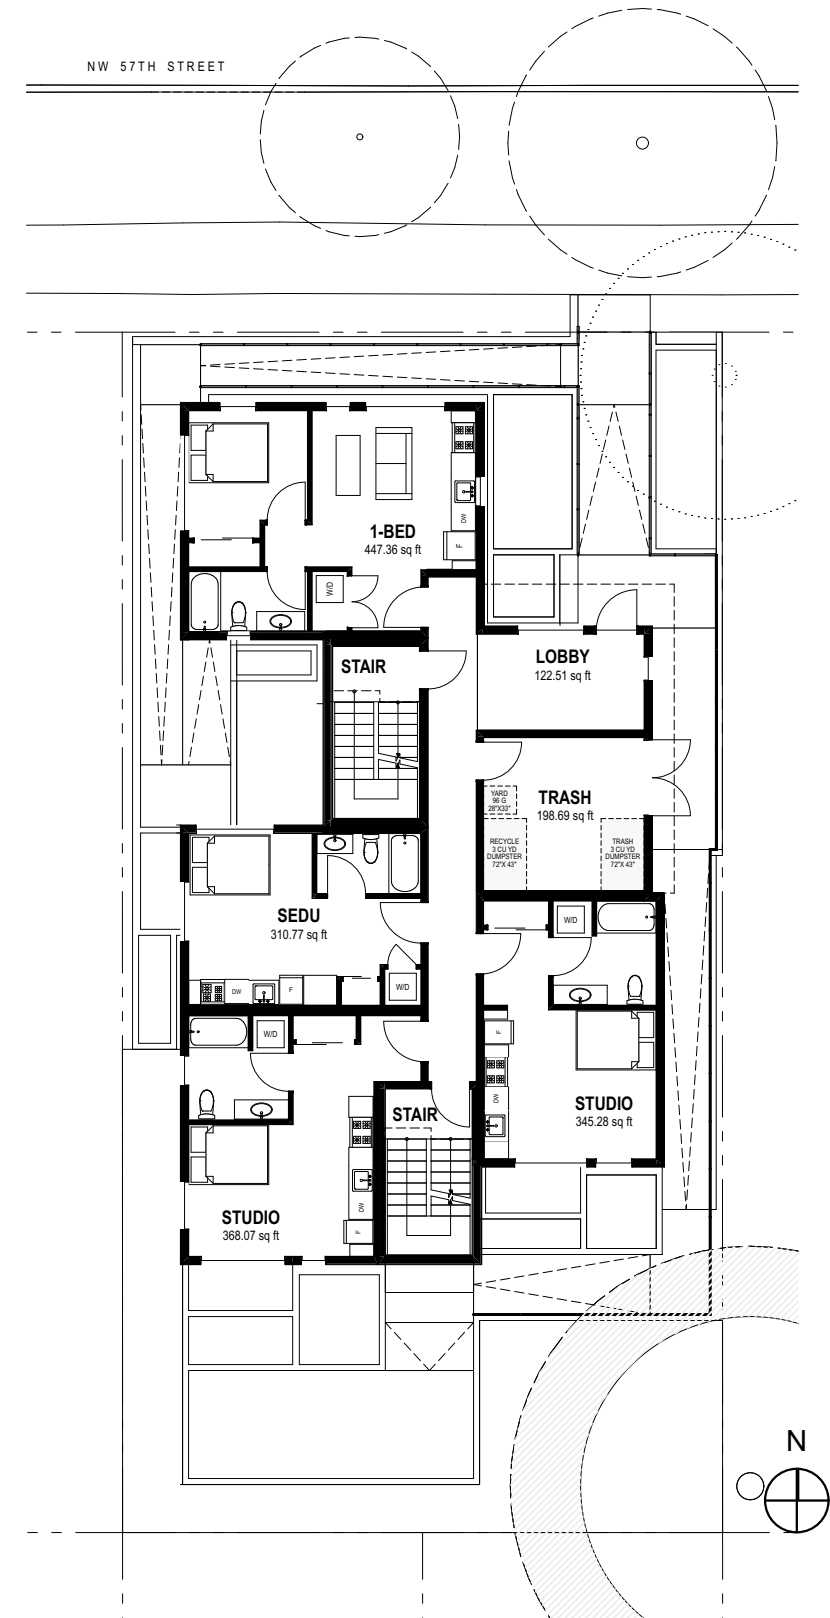 NW 57TH STREET
1-BED
447.36 sq ft
DW
F
W/D
STAIR
LOBBY
122.51 sq ft
TRASH
198.69 sq ft
YARD
96 G
28"X33"
RECYCLE
3 CU YD
DUMPSTER
72"X 43"
TRASH
3 CU YD
DUMPSTER
72"X 43"
SEDU
310.77 sq ft
DW
F
W/D
W/D
W/D
F
DW
STAIR
STUDIO
345.28 sq ft
DW
F
STUDIO
368.07 sq ft
N